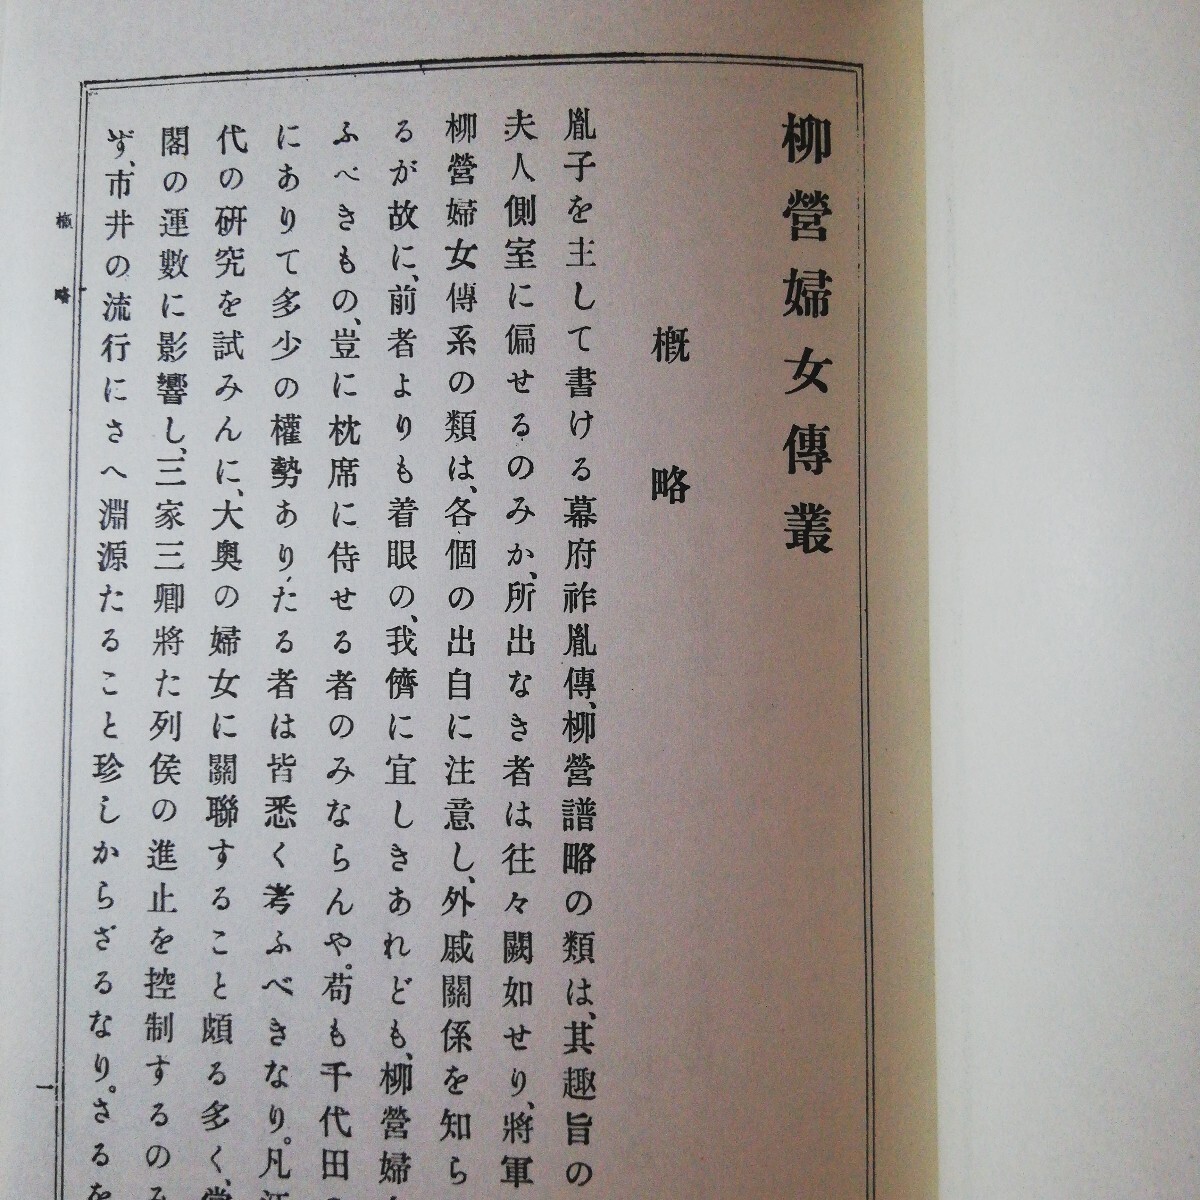 柳營婦女傳叢
概略
胤子を主して書ける幕府祚胤傳、柳營譜略の類は、其趣旨の
夫人側室に偏せるのみか、所出なき者は往々闕如せり、將軍
柳營婦女傳系の類は、各個の出自に注意し、外戚關係を知ら
るが故に、前者よりも着眼の、我儕に宜しきあれども、柳營婦
ふべきもの、豈に枕席に侍せる者のみならんや。苟も千代田
にありて多少の權勢ありたる者は皆悉く考ふべきなり。凡
代の研究を試みんに、大奧の婦女に關聯すること頗る多く、
閣の運數に影響し、三家三卿將た列侯の進止を控制するのみ
ず、市井の流行にさへ淵源たること珍しからざるなり。さるを
概略
一